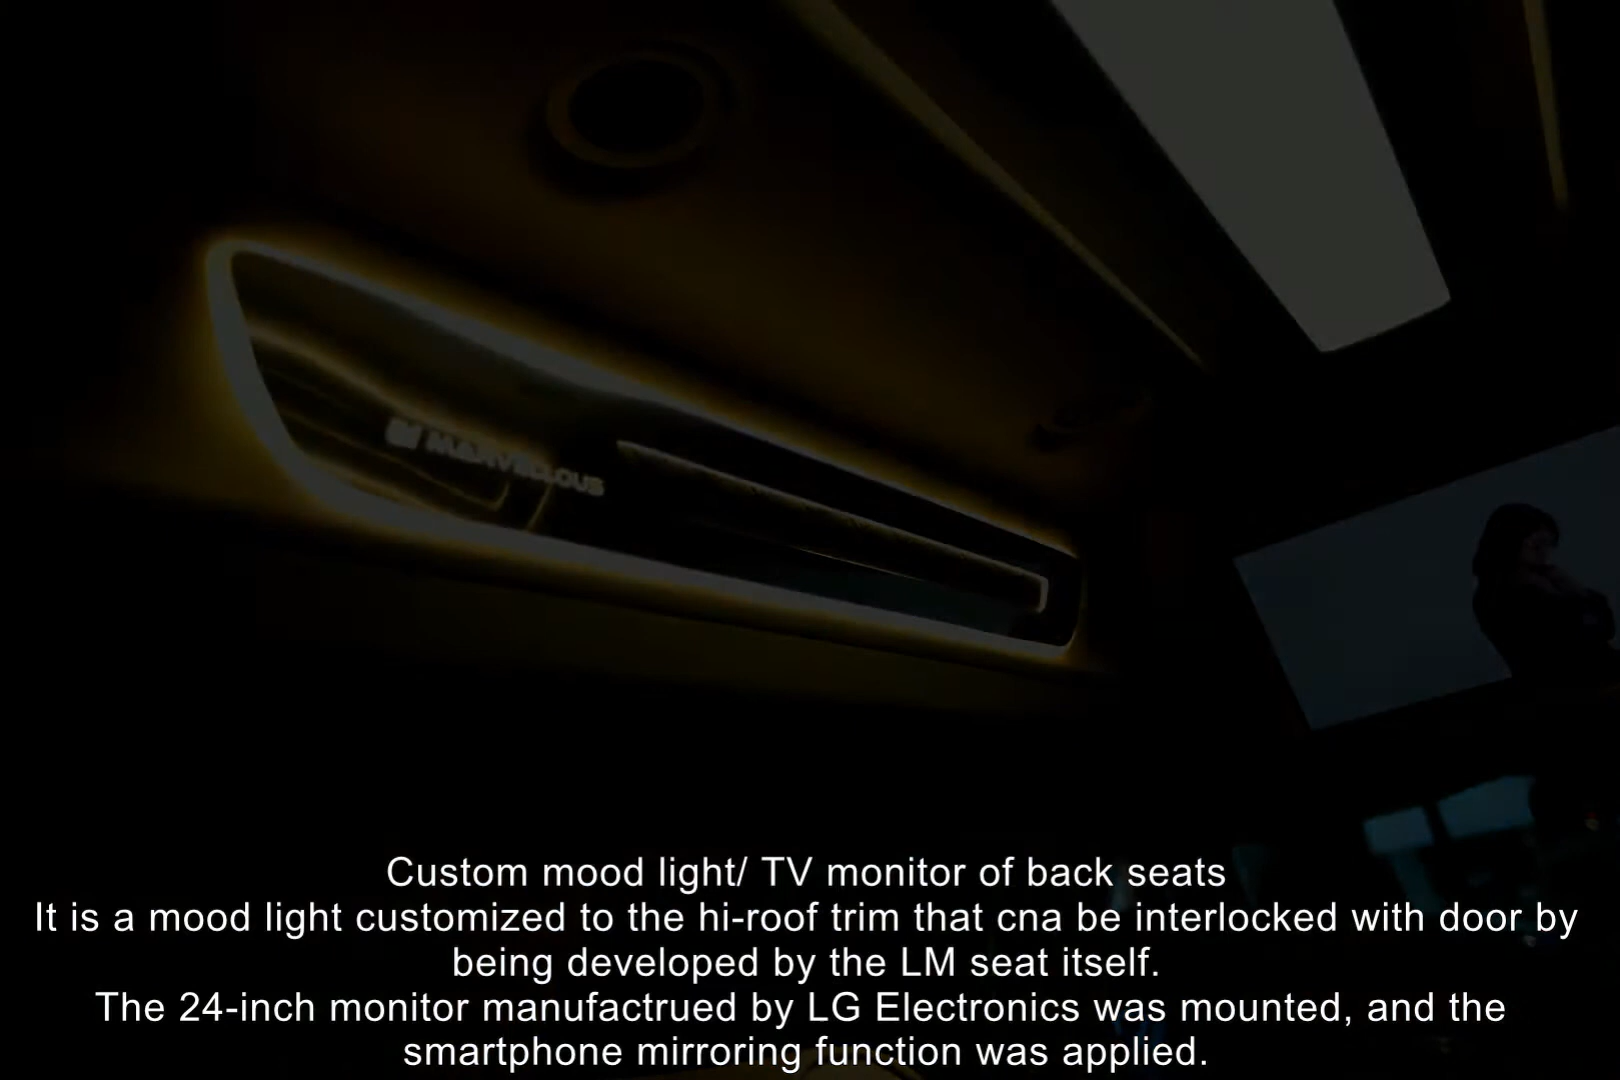 MARVELLOUS
Custom mood light/ TV monitor of back seats
It is a mood light customized to the hi-roof trim that cna be interlocked with door by
being developed by the LM seat itself.
The 24-inch monitor manufactrued by LG Electronics was mounted, and the
smartphone mirroring function was applied.